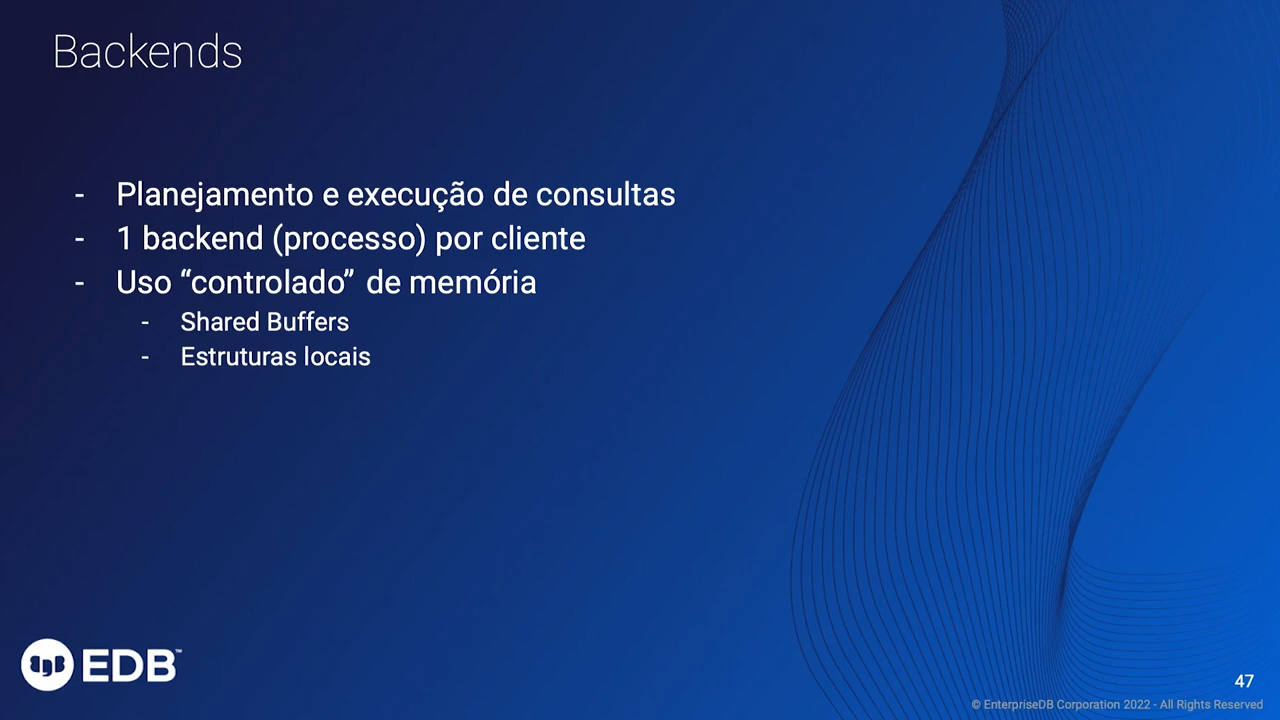 Backends
- Planejamento e execução de consultas
- 1 backend (processo) por cliente
- Uso “controlado” de memória
- Shared Buffers
- Estruturas locais
EDB™
47
© EnterpriseDB Corporation 2022 - All Rights Reserved